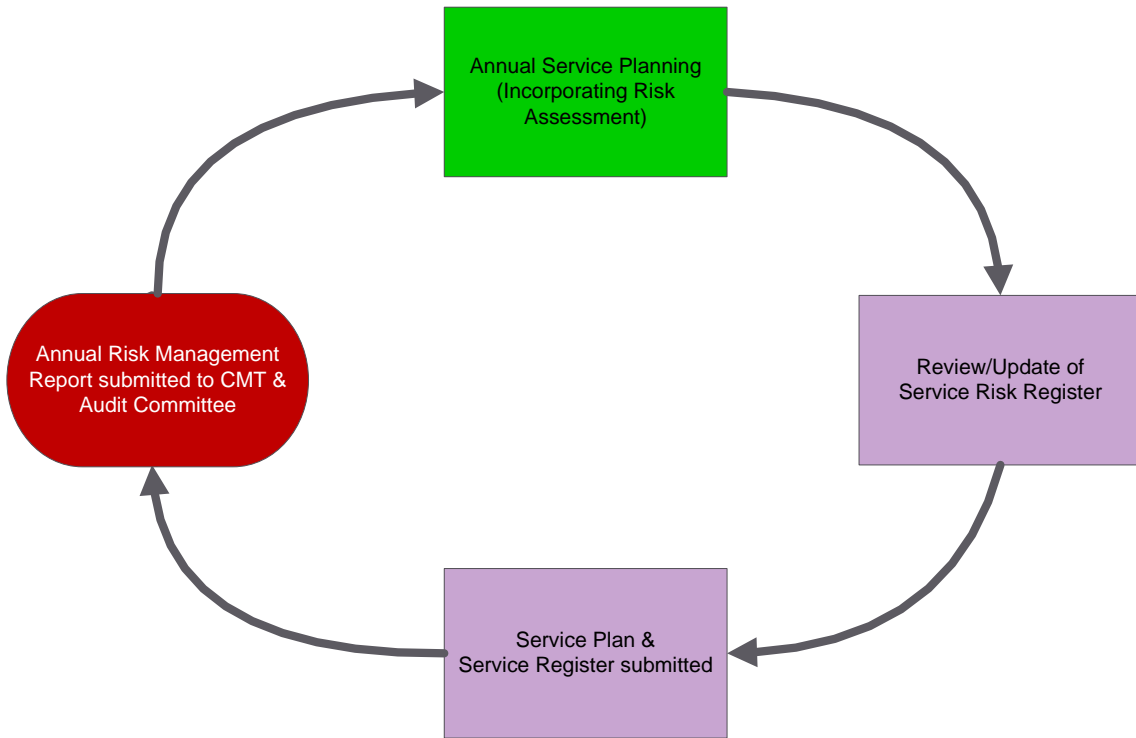 Annual Service Planning
(Incorporating Risk
Assessment)
Review/Update of
Service Risk Register
Service Plan &
Service Register submitted
Annual Risk Management
Report submitted to CMT &
Audit Committee